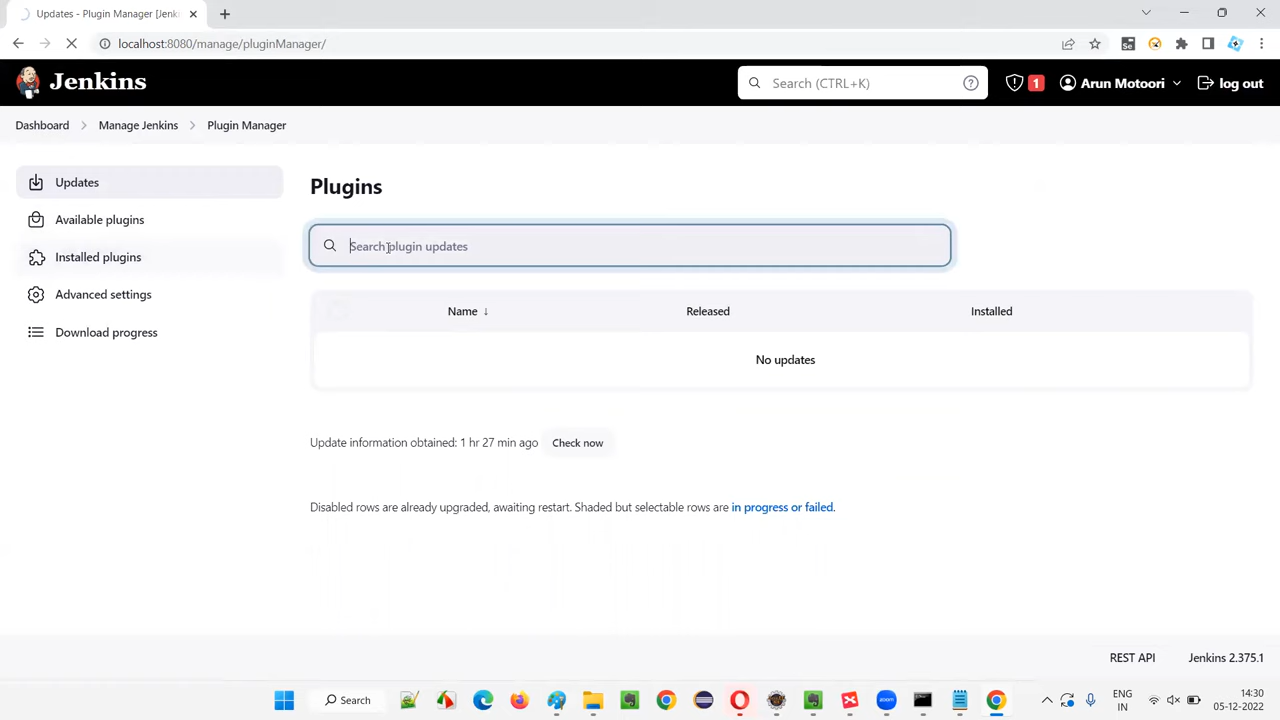 Updates - Plugin Manager [Jenk
localhost:8080/manage/pluginManager/
Jenkins
Search (CTRL+K)
1
Arun Motoori
log out
Dashboard
Manage Jenkins
Plugin Manager
Updates
Available plugins
Installed plugins
Advanced settings
Download progress
Plugins
Search plugin updates
Name ↓
Released
Installed
No updates
Update information obtained: 1 hr 27 min ago
Check now
Disabled rows are already upgraded, awaiting restart. Shaded but selectable rows are in progress or failed.
REST API
Jenkins 2.375.1
Search
zoom
ENG
IN
14:30
05-12-2022